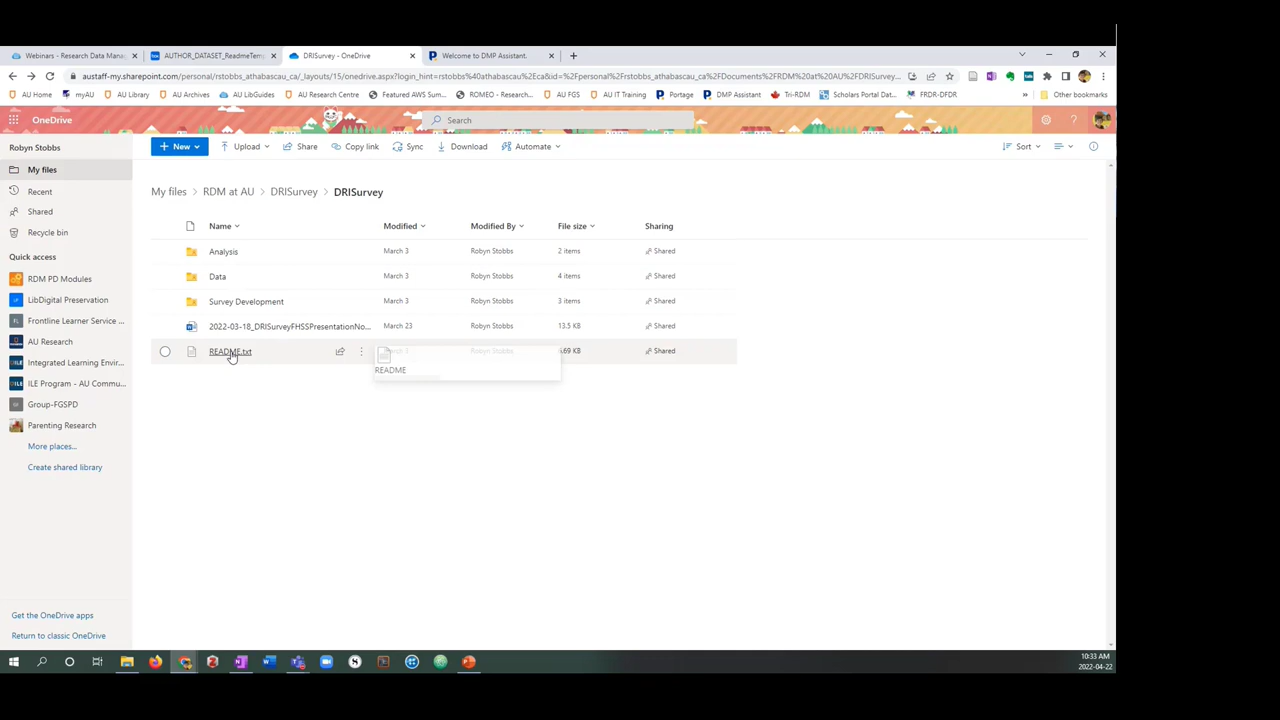 Webinars - Research Data Mana
AUTHOR_DATASET_ReadmeTem
DRISurvey - OneDrive
Welcome to DMP Assistant.
austaff-my.sharepoint.com/personal/rstobbs_athabascau_ca/_layouts/15/onedrive.aspx?login_hint=rstobbs%40athabascau%2Eca&id=%2Fpersonal%2Frstobbs_athabascau_ca%2FDocuments%2FRDM at AU%2FDRISurvey...
AU Home
myAU
AU Library
AU Archives
AU LibGuides
AU Research Centre
Featured AWS Sum...
ROMEO - Research...
AU FGS
AU IT Training
Portage
DMP Assistant
Tri-RDM
Scholars Portal Dat...
FRDR-DFDR
»
Other bookmarks
OneDrive
Search
Robyn Stobbs
My files
Recent
Shared
Recycle bin
Quick access
RDM PD Modules
LibDigital Preservation
Frontline Learner Service ...
AU Research
Integrated Learning Envir...
ILE Program - AU Commu...
Group-FGSPD
Parenting Research
More places...
Create shared library
Get the OneDrive apps
Return to classic OneDrive
+ New
Upload
Share
Copy link
Sync
Download
Automate
Sort
My files > RDM at AU > DRISurvey > DRISurvey
Name Modified Modified By File size Sharing
Analysis March 3 Robyn Stobbs 2 items Shared
Data March 3 Robyn Stobbs 4 items Shared
Survey Development March 3 Robyn Stobbs 3 items Shared
2022-03-18_DRISurveyFHSSPresentationNo... March 23 Robyn Stobbs 13.5 KB Shared
README.txt March 3 Robyn Stobbs 6.69 KB Shared
README
10:33 AM
2022-04-22